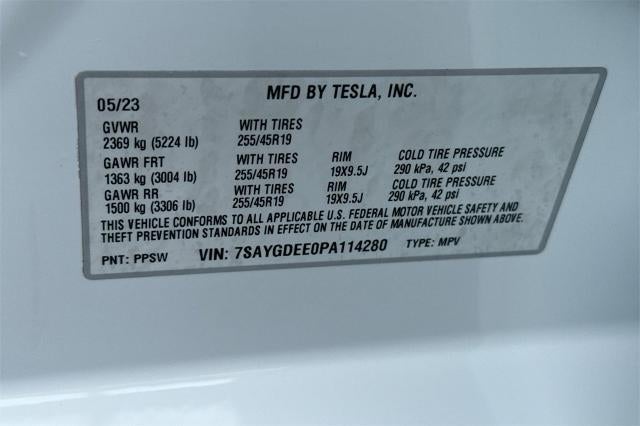 MFD BY TESLA, INC.
05/23
GVWR WITH TIRES
2369 kg (5224 lb) 255/45R19
GAWR FRT WITH TIRES RIM COLD TIRE PRESSURE
1363 kg (3004 lb) 255/45R19 19X9.5J 290 kPa, 42 psi
GAWR RR WITH TIRES RIM COLD TIRE PRESSURE
1500 kg (3306 lb) 255/45R19 19X9.5J 290 kPa, 42 psi
THIS VEHICLE CONFORMS TO ALL APPLICABLE U.S. FEDERAL MOTOR VEHICLE SAFETY AND
THEFT PREVENTION STANDARDS IN EFFECT ON THE DATE OF MANUFACTURE SHOWN ABOVE.
PNT: PPSW VIN: 7SAYGDEE0PA114280 TYPE: MPV